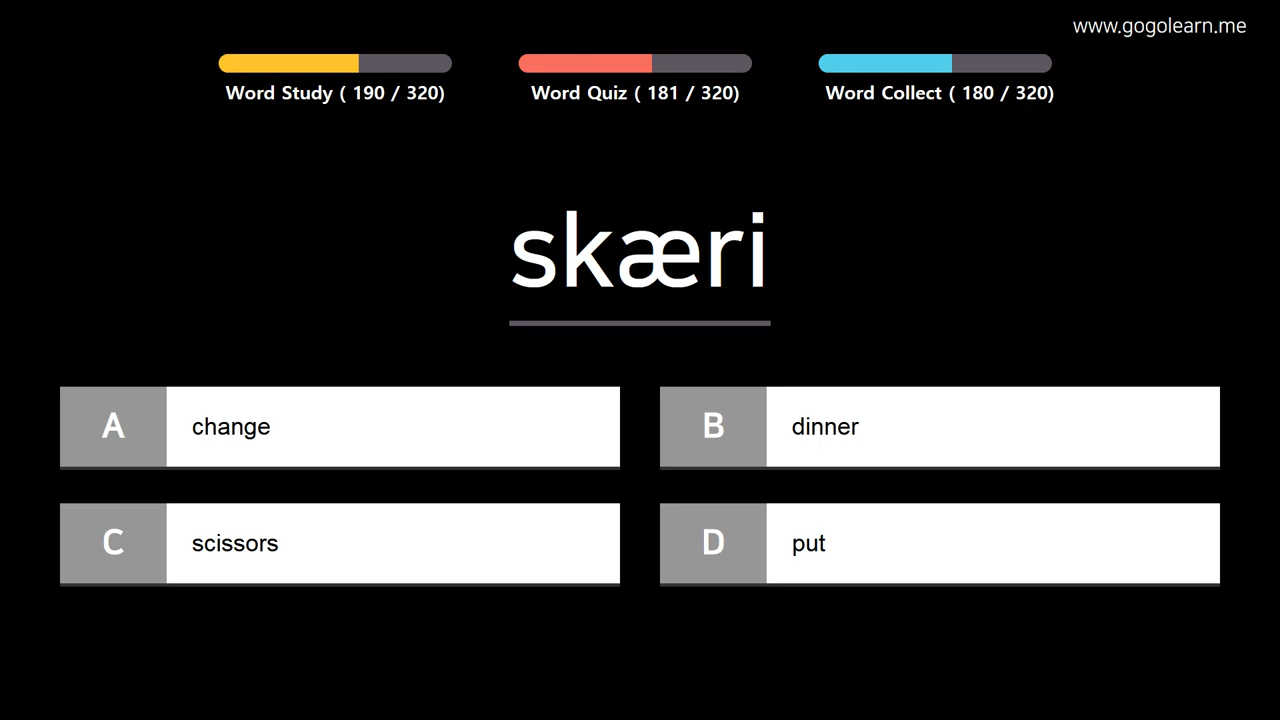 www.gogolearn.me
Word Study ( 190 / 320)
Word Quiz ( 181 / 320)
Word Collect ( 180 / 320)
skæri
A change
B dinner
C scissors
D put